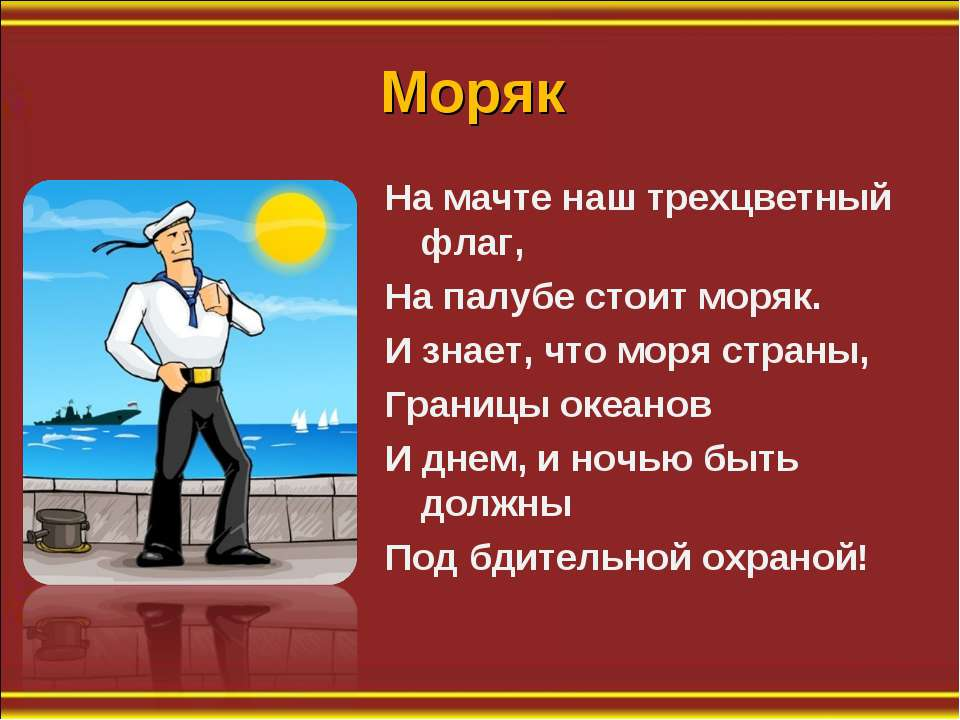 Моряк
На мачте наш трехцветный
флаг,
На палубе стоит моряк.
И знает, что моря страны,
Границы океанов
И днем, и ночью быть
должны
Под бдительной охраной!